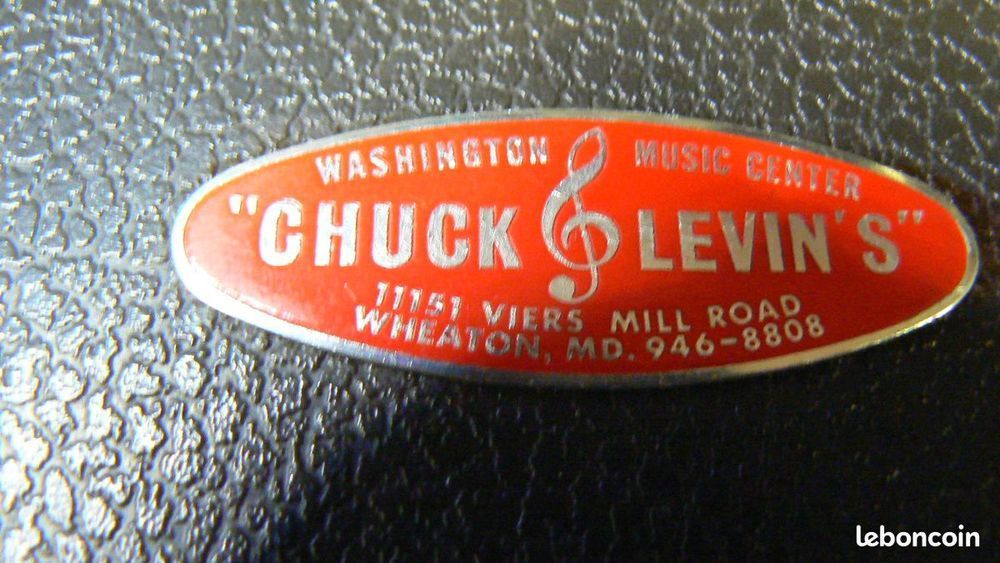 WASHINGTON MUSIC CENTER
"CHUCK LEVIN'S"
11151 VIERS MILL ROAD
WHEATON, MD. 946-8808
leboncoin